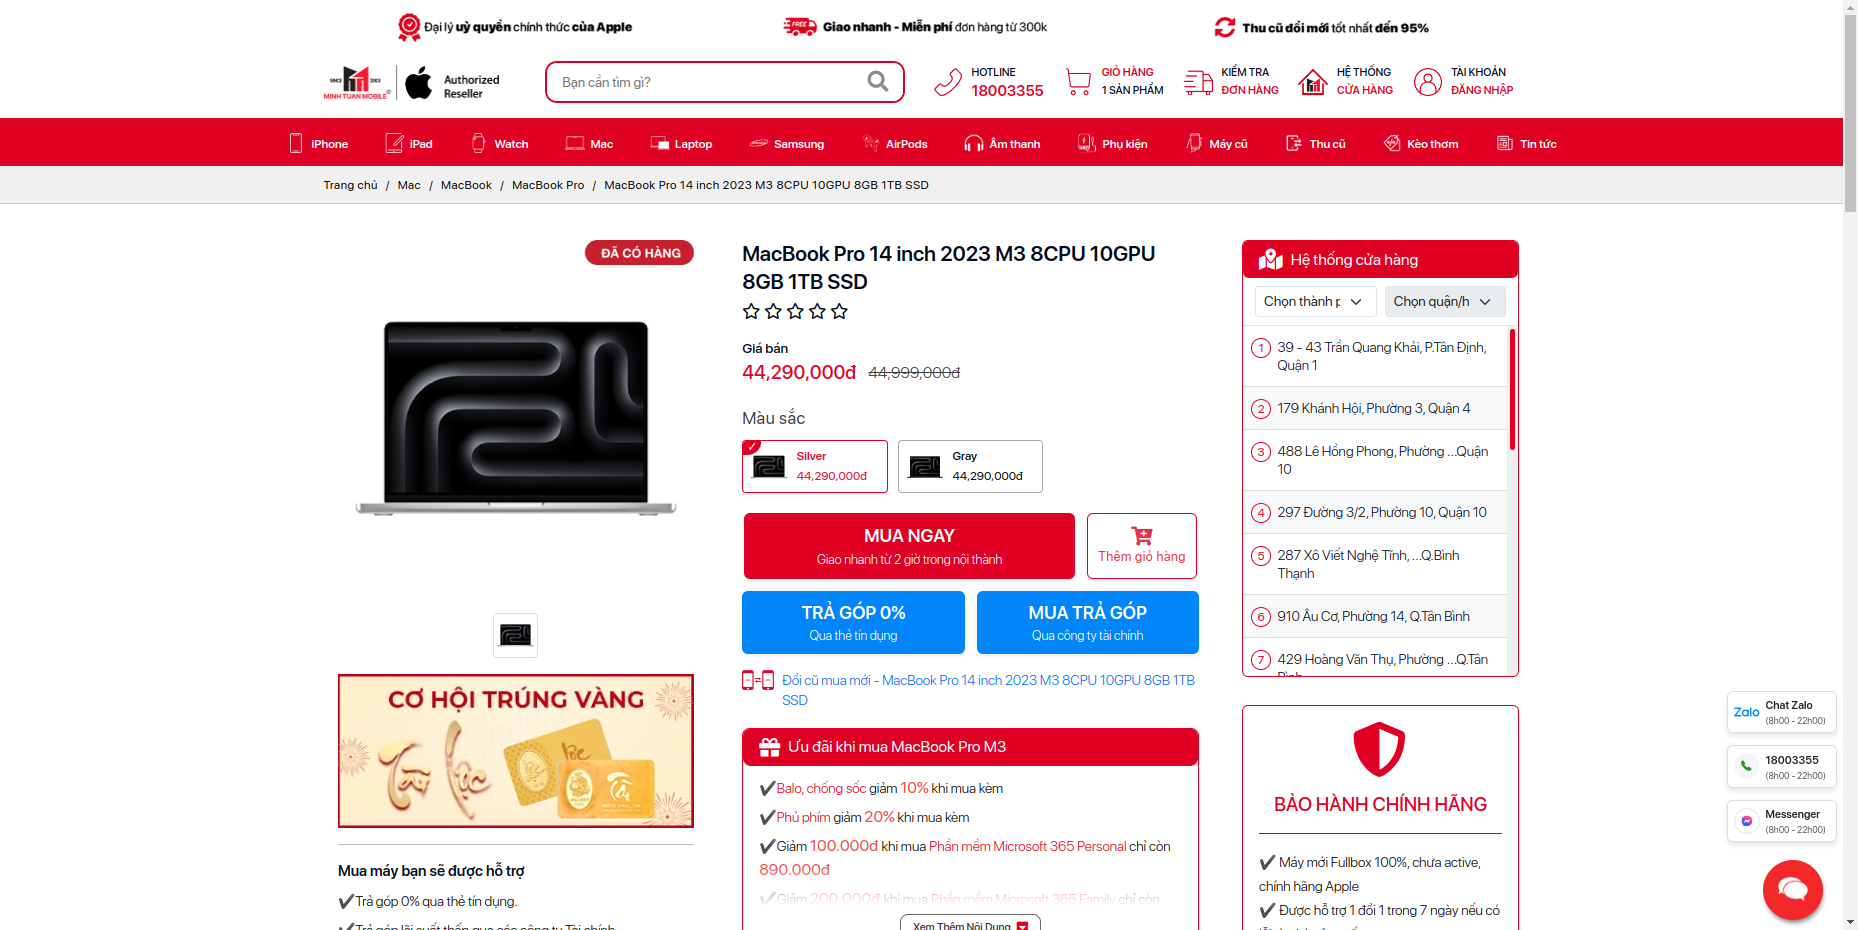 Đại lý uỷ quyền chính thức của Apple
FREE Giao nhanh - Miễn phí đơn hàng từ 300k
Thu cũ đổi mới tốt nhất đến 95%
SINCE 2003
MINH TUAN MOBILE®
Authorized
Reseller
Bạn cần tìm gì?
HOTLINE
18003355
GIỎ HÀNG
1 SẢN PHẨM
KIỂM TRA
ĐƠN HÀNG
HỆ THỐNG
CỬA HÀNG
TÀI KHOẢN
ĐĂNG NHẬP
iPhone
iPad
Watch
Mac
Laptop
Samsung
AirPods
Âm thanh
Phụ kiện
Máy cũ
Thu cũ
Kèo thơm
Tin tức
Trang chủ / Mac / MacBook / MacBook Pro / MacBook Pro 14 inch 2023 M3 8CPU 10GPU 8GB 1TB SSD
ĐÃ CÓ HÀNG
CƠ HỘI TRÚNG VÀNG
Tài lộc
Mua máy bạn sẽ được hỗ trợ
✔Trả góp 0% qua thẻ tín dụng.
✔Trả góp lãi suất thấp qua các công ty Tài chính
MacBook Pro 14 inch 2023 M3 8CPU 10GPU
8GB 1TB SSD
Giá bán
44,290,000đ 44,999,000đ
Màu sắc
Silver
44,290,000đ
Gray
44,290,000đ
MUA NGAY
Giao nhanh từ 2 giờ trong nội thành
Thêm giỏ hàng
TRẢ GÓP 0%
Qua thẻ tín dụng
MUA TRẢ GÓP
Qua công ty tài chính
Đổi cũ mua mới - MacBook Pro 14 inch 2023 M3 8CPU 10GPU 8GB 1TB
SSD
Ưu đãi khi mua MacBook Pro M3
✔Balo, chống sốc giảm 10% khi mua kèm
✔Phủ phím giảm 20% khi mua kèm
✔Giảm 100.000đ khi mua Phần mềm Microsoft 365 Personal chỉ còn
890.000đ
✔Giảm 200.000đ khi mua Phần mềm Microsoft 365 Family chỉ còn
Xem Thêm Nội Dung
Hệ thống cửa hàng
Chọn thành p
Chọn quận/h
1 39 - 43 Trần Quang Khải, P.Tân Định,
Quận 1
2 179 Khánh Hội, Phường 3, Quận 4
3 488 Lê Hồng Phong, Phường ...Quận
10
4 297 Đường 3/2, Phường 10, Quận 10
5 287 Xô Viết Nghệ Tĩnh, ...Q.Bình
Thạnh
6 910 Âu Cơ, Phường 14, Q.Tân Bình
7 429 Hoàng Văn Thụ, Phường ...Q.Tân
Bình
BẢO HÀNH CHÍNH HÃNG
✔ Máy mới Fullbox 100%, chưa active,
chính hãng Apple
✔ Được hỗ trợ 1 đổi 1 trong 7 ngày nếu có
Zalo
Chat Zalo
(8h00 - 22h00)
18003355
(8h00 - 22h00)
Messenger
(8h00 - 22h00)